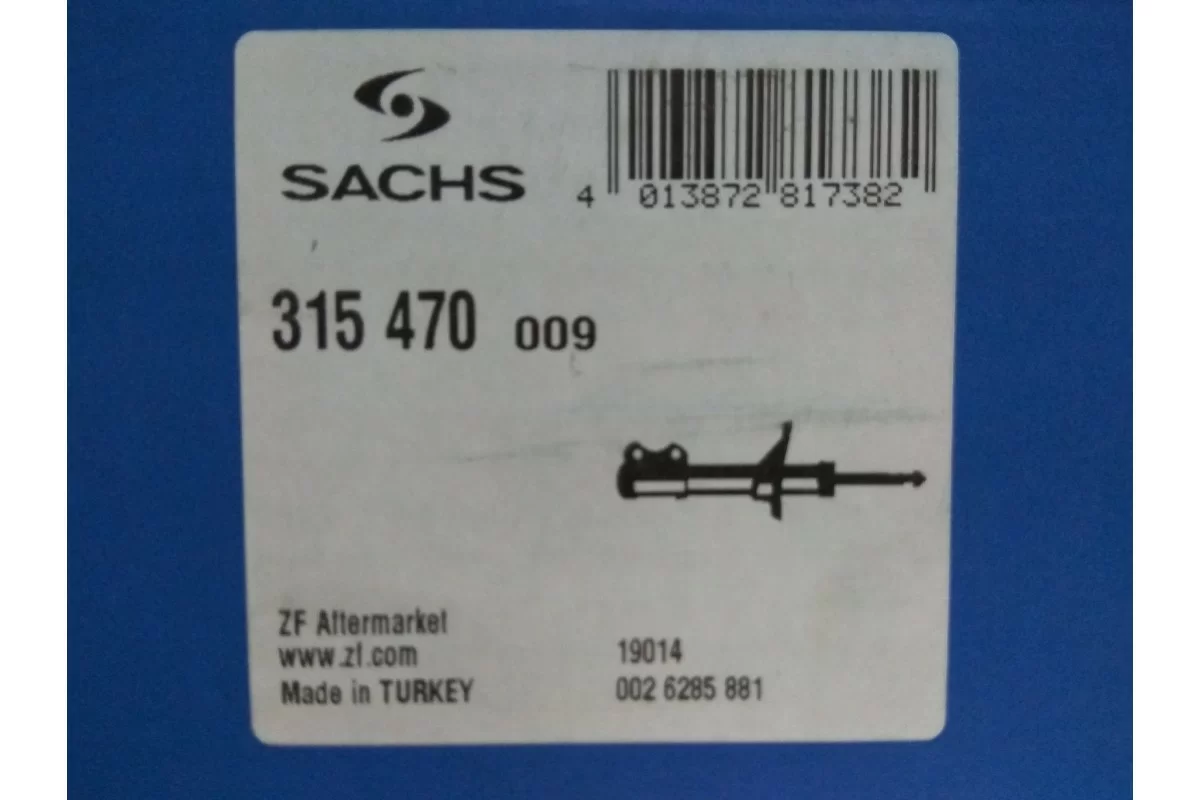 SACHS
4 013872 817382
315 470 009
ZF Aftermarket
www.zf.com
Made in TURKEY
19014
002 6285 881